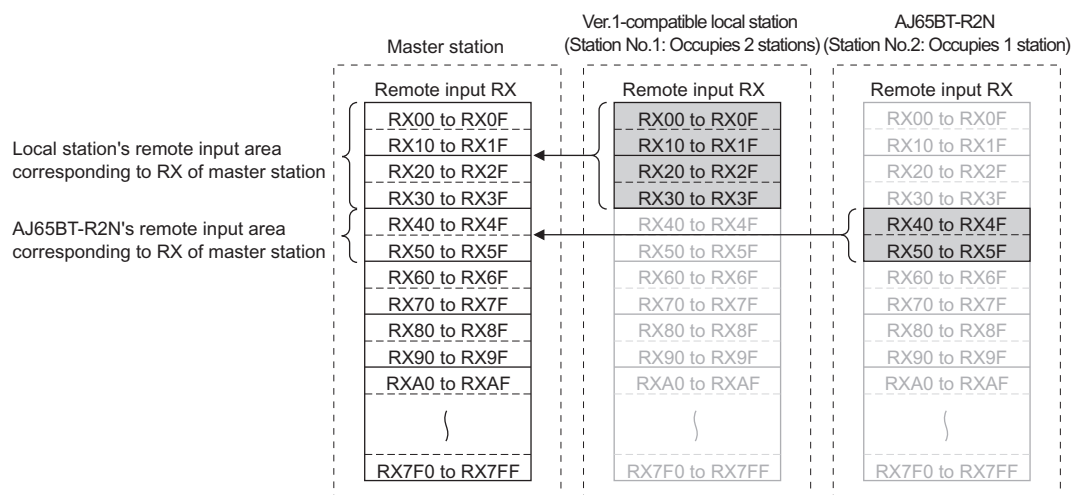 Master station
Ver.1-compatible local station
(Station No.1: Occupies 2 stations)
AJ65BT-R2N
(Station No.2: Occupies 1 station)
Local station's remote input area
corresponding to RX of master station
AJ65BT-R2N's remote input area
corresponding to RX of master station
Remote input RX
RX00 to RX0F
RX10 to RX1F
RX20 to RX2F
RX30 to RX3F
RX40 to RX4F
RX50 to RX5F
RX60 to RX6F
RX70 to RX7F
RX80 to RX8F
RX90 to RX9F
RXA0 to RXAF
RX7F0 to RX7FF
Remote input RX
RX00 to RX0F
RX10 to RX1F
RX20 to RX2F
RX30 to RX3F
RX40 to RX4F
RX50 to RX5F
RX60 to RX6F
RX70 to RX7F
RX80 to RX8F
RX90 to RX9F
RXA0 to RXAF
RX7F0 to RX7FF
Remote input RX
RX00 to RX0F
RX10 to RX1F
RX20 to RX2F
RX30 to RX3F
RX40 to RX4F
RX50 to RX5F
RX60 to RX6F
RX70 to RX7F
RX80 to RX8F
RX90 to RX9F
RXA0 to RXAF
RX7F0 to RX7FF